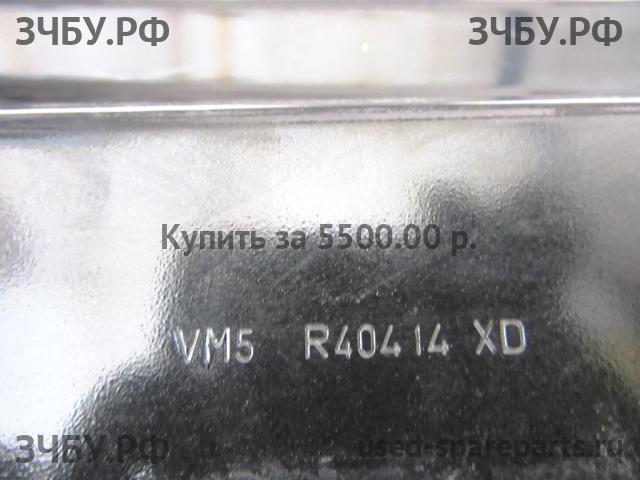 ЗЧБУ.РФ ЗЧБУ.РФ
Купить за 5500.00 р.
VM5 R40414 XD
ЗЧБУ.РФ used-spareparts.ru